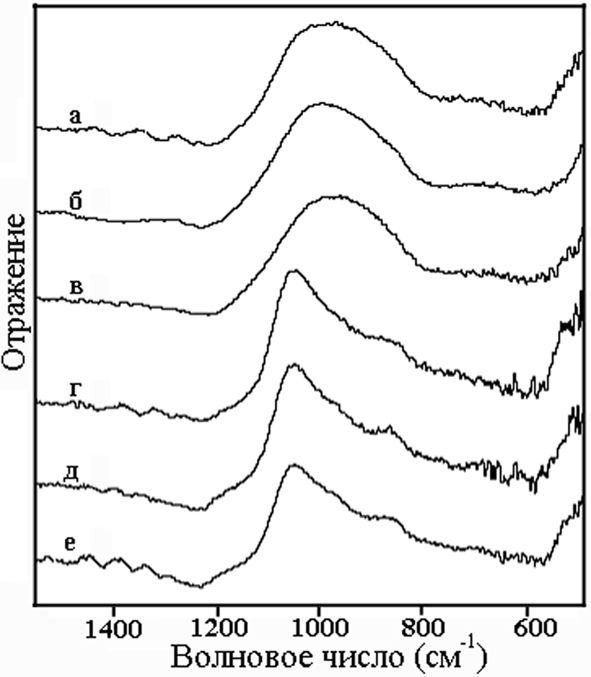 а
б
в
г
д
е
Отражение
1400 1200 1000 800 600
Волновое число (см-1)